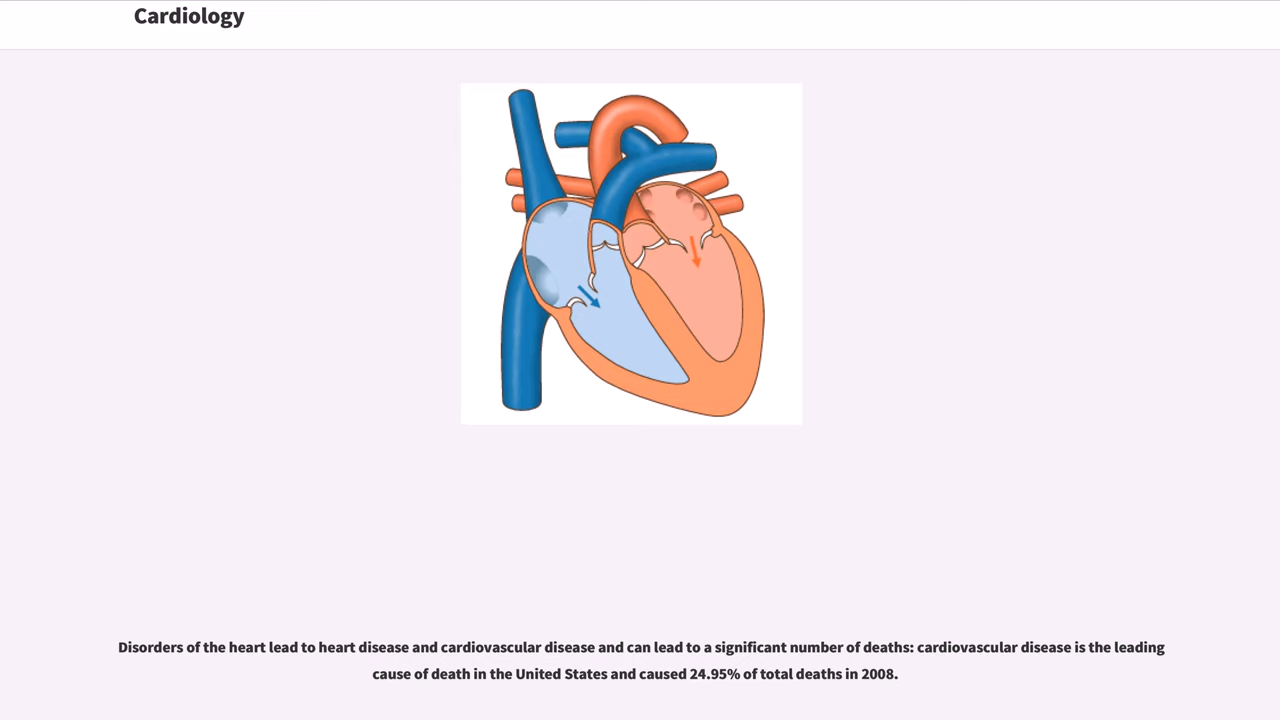 Cardiology
Disorders of the heart lead to heart disease and cardiovascular disease and can lead to a significant number of deaths: cardiovascular disease is the leading
cause of death in the United States and caused 24.95% of total deaths in 2008.